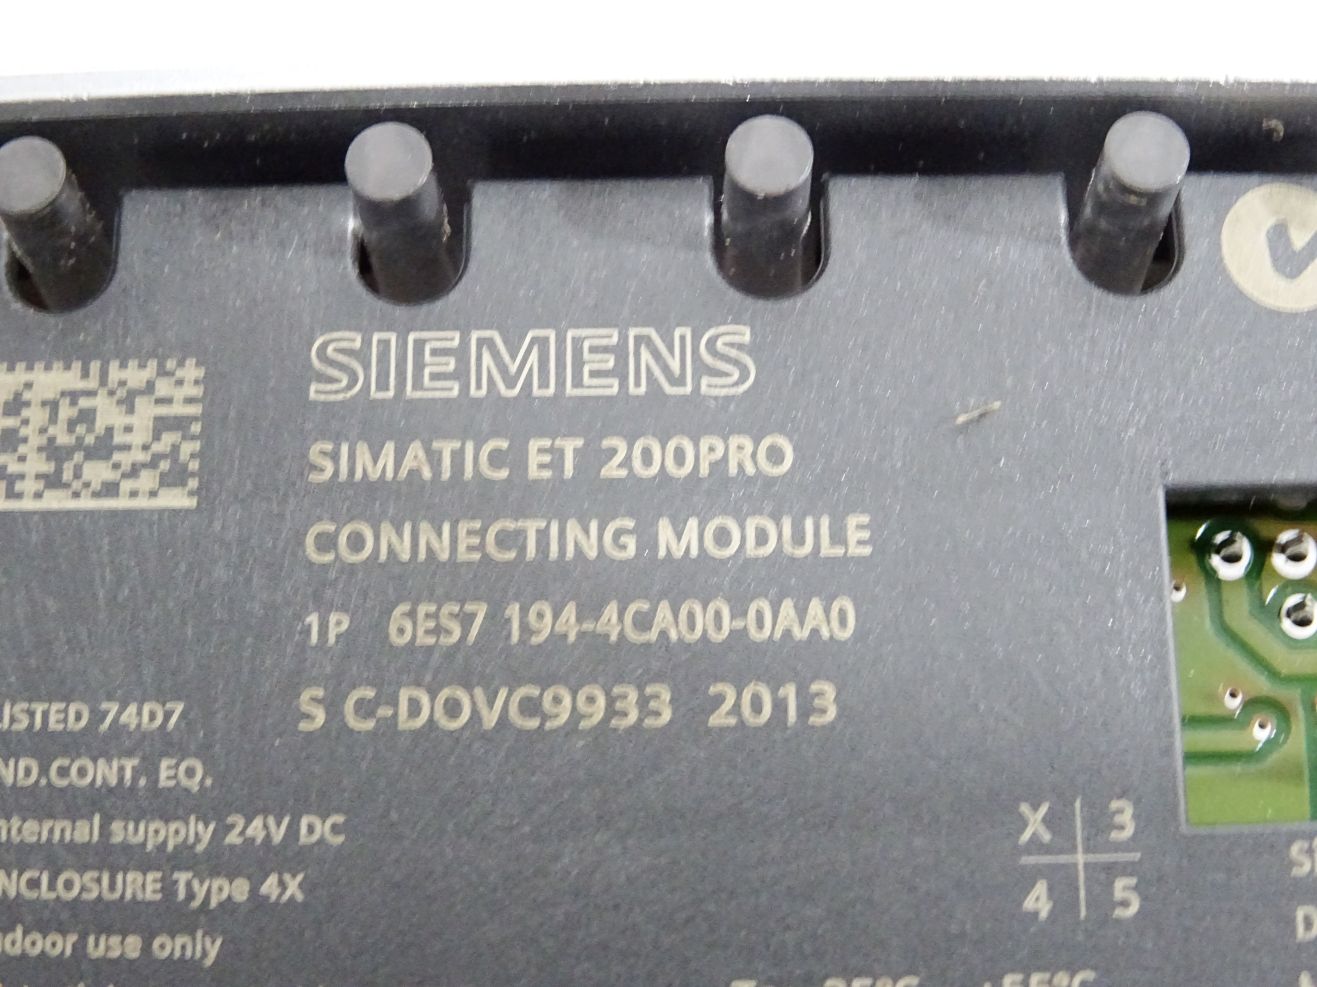 SIEMENS
SIMATIC ET 200PRO
CONNECTING MODULE
1P 6ES7 194-4CA00-0AA0
S C-DOVC9933 2013
LISTED 74D7
ND.CONT. EQ.
nternal supply 24V DC
NCLOSURE Type 4X
ndoor use only
X 3
4 5